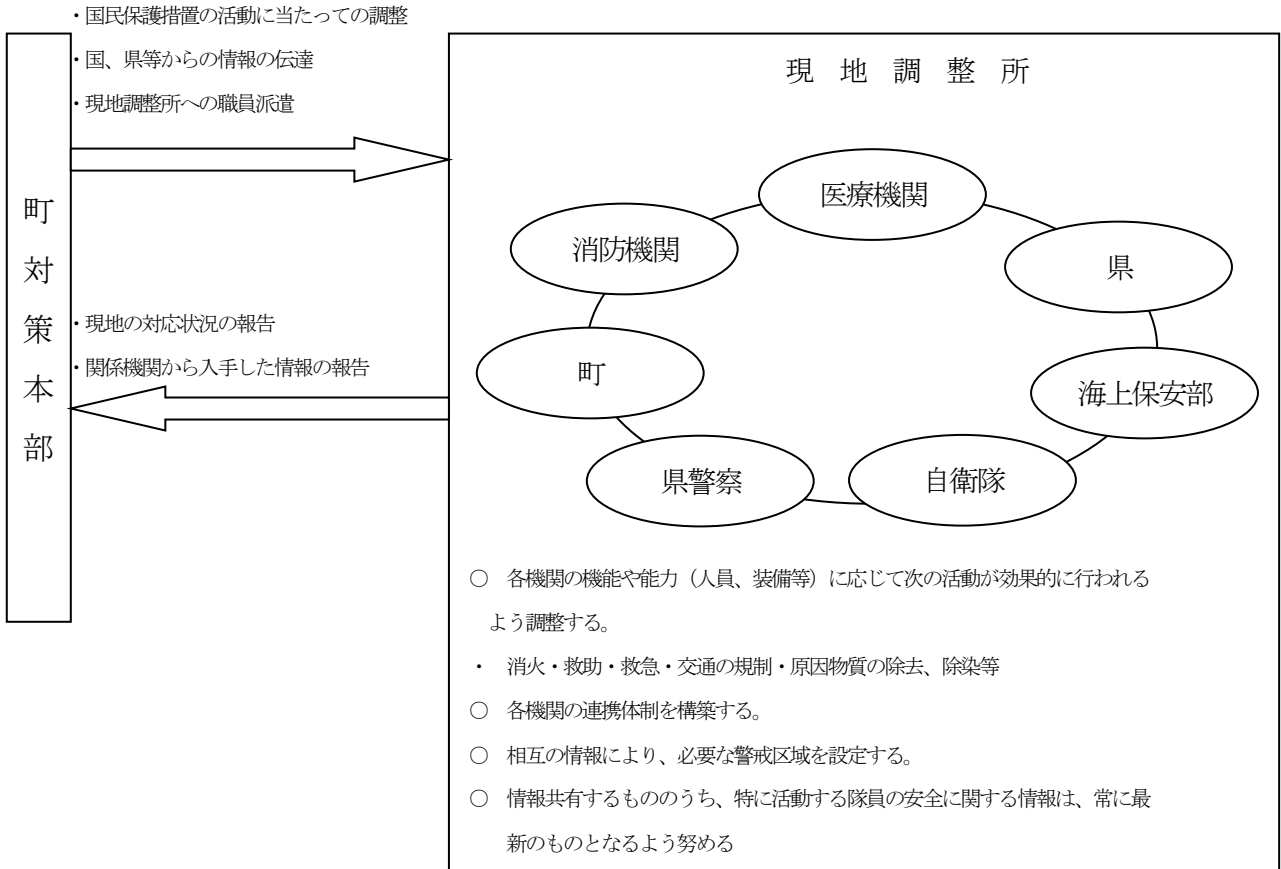 ・国民保護措置の活動に当たっての調整
・国、県等からの情報の伝達
・現地調整所への職員派遣
町対策本部
・現地の対応状況の報告
・関係機関から入手した情報の報告
現地調整所
医療機関
消防機関
県
町
海上保安部
県警察
自衛隊
○ 各機関の機能や能力（人員、装備等）に応じて次の活動が効果的に行われる
よう調整する。
・ 消火・救助・救急・交通の規制・原因物質の除去、除染等
○ 各機関の連携体制を構築する。
○ 相互の情報により、必要な警戒区域を設定する。
○ 情報共有するもののうち、特に活動する隊員の安全に関する情報は、常に最
新のものとなるよう努める